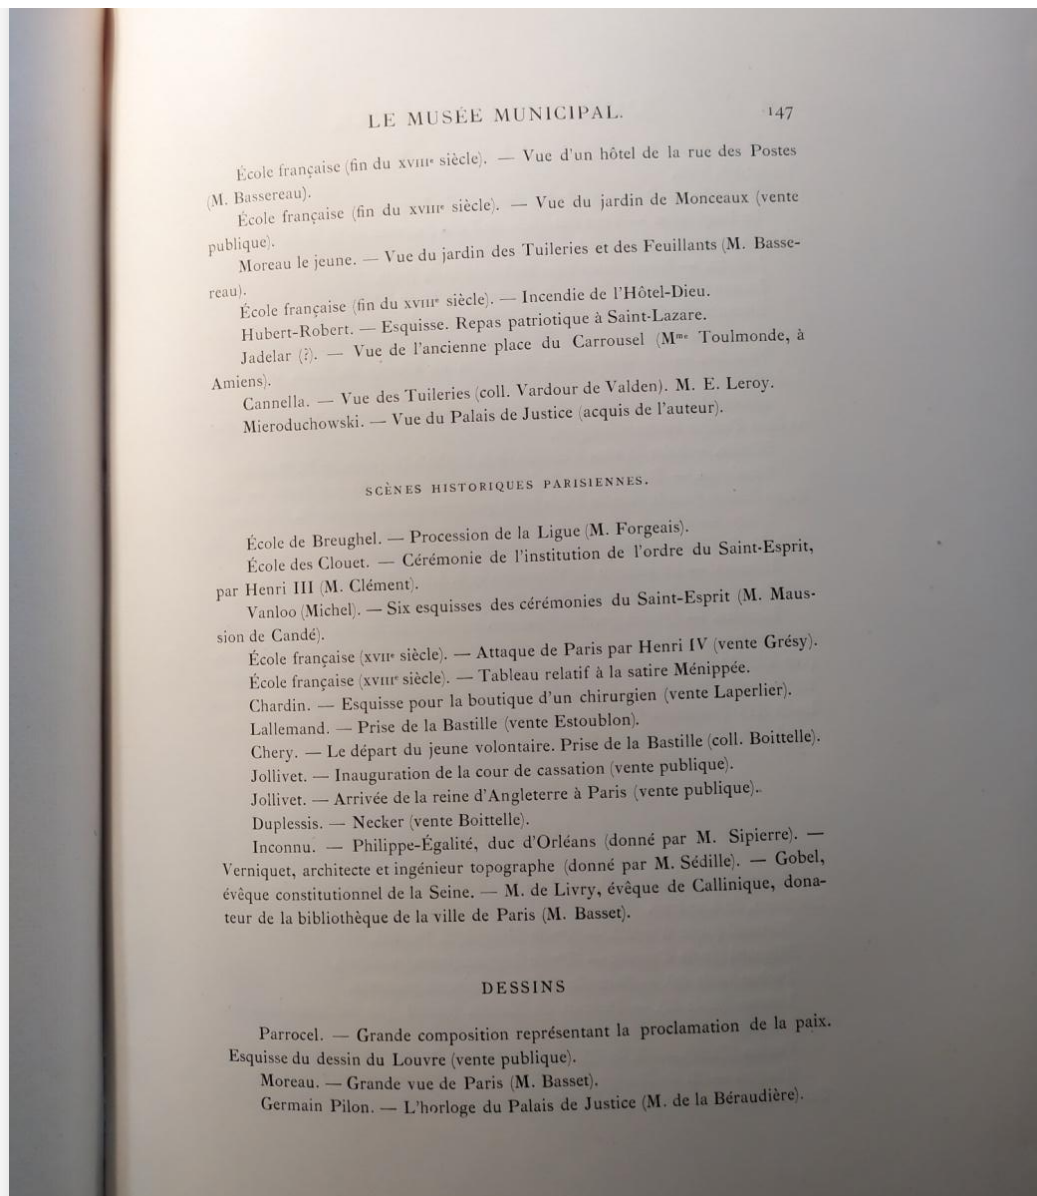 LE MUSÉE MUNICIPAL. 147
École française (fin du XVIIIe siècle). — Vue d'un hôtel de la rue des Postes
(M. Bassereau).
École française (fin du XVIIIe siècle). — Vue du jardin de Monceaux (vente
publique).
Moreau le jeune. — Vue du jardin des Tuileries et des Feuillants (M. Basse-
reau).
École française (fin du XVIIIe siècle). — Incendie de l'Hôtel-Dieu.
Hubert-Robert. — Esquisse. Repas patriotique à Saint-Lazare.
Jadelar (?). — Vue de l'ancienne place du Carrousel (Mme Toulmonde, à
Amiens).
Cannella. — Vue des Tuileries (coll. Vardour de Valden). M. E. Leroy.
Mieroduchowski. — Vue du Palais de Justice (acquis de l'auteur).
SCÈNES HISTORIQUES PARISIENNES.
École de Breughel. — Procession de la Ligue (M. Forgeais).
École des Clouet. — Cérémonie de l'institution de l'ordre du Saint-Esprit,
par Henri III (M. Clément).
Vanloo (Michel). — Six esquisses des cérémonies du Saint-Esprit (M. Maus-
sion de Candé).
École française (XVIIe siècle). — Attaque de Paris par Henri IV (vente Grésy).
École française (XVIIIe siècle). — Tableau relatif à la satire Ménippée.
Chardin. — Esquisse pour la boutique d'un chirurgien (vente Laperlier).
Lallemand. — Prise de la Bastille (vente Estoublon).
Chery. — Le départ du jeune volontaire. Prise de la Bastille (coll. Boittelle).
Jollivet. — Inauguration de la cour de cassation (vente publique).
Jollivet. — Arrivée de la reine d'Angleterre à Paris (vente publique).
Duplessis. — Necker (vente Boittelle).
Inconnu. — Philippe-Égalité, duc d'Orléans (donné par M. Sipierre). —
Verniquet, architecte et ingénieur topographe (donné par M. Sédille). — Gobel,
évêque constitutionnel de la Seine. — M. de Livry, évêque de Callinique, dona-
teur de la bibliothèque de la ville de Paris (M. Basset).
DESSINS
Parrocel. — Grande composition représentant la proclamation de la paix.
Esquisse du dessin du Louvre (vente publique).
Moreau. — Grande vue de Paris (M. Basset).
Germain Pilon. — L'horloge du Palais de Justice (M. de la Béraudière).